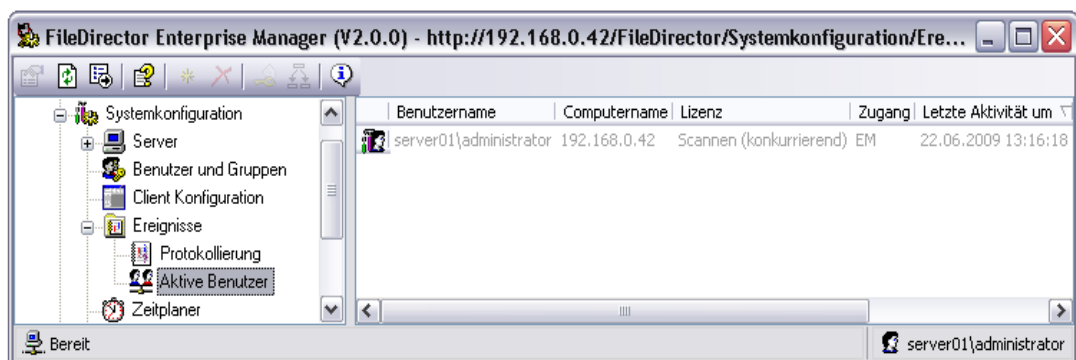 FileDirector Enterprise Manager (V2.0.0) - http://192.168.0.42/FileDirector/Systemkonfiguration/Ere...
Systemkonfiguration
Server
Benutzer und Gruppen
Client Konfiguration
Ereignisse
Protokollierung
Aktive Benutzer
Zeitplaner
Benutzername Computername Lizenz Zugang Letzte Aktivität um
server01\administrator 192.168.0.42 Scannen (konkurrierend) EM 22.06.2009 13:16:18
Bereit
server01\administrator